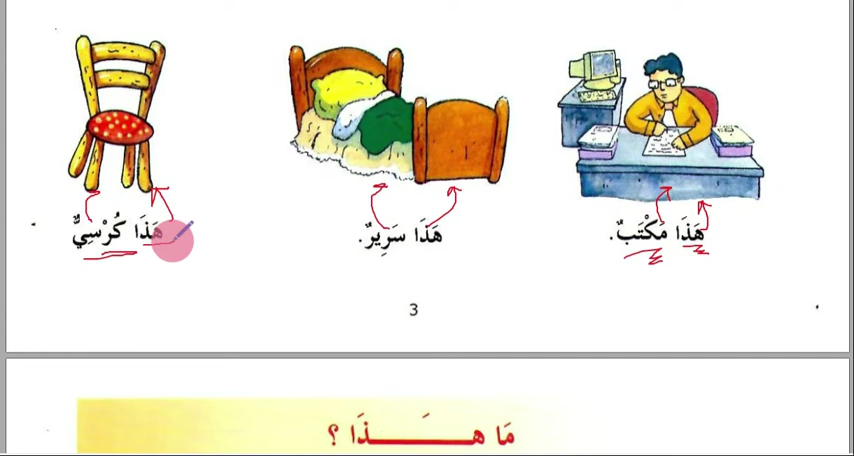 هَذَا مَكْتَبٌ.
هَذَا سَرِيرٌ.
هَذَا كُرْسِيٌّ
3
مَا هَـــذَا ؟